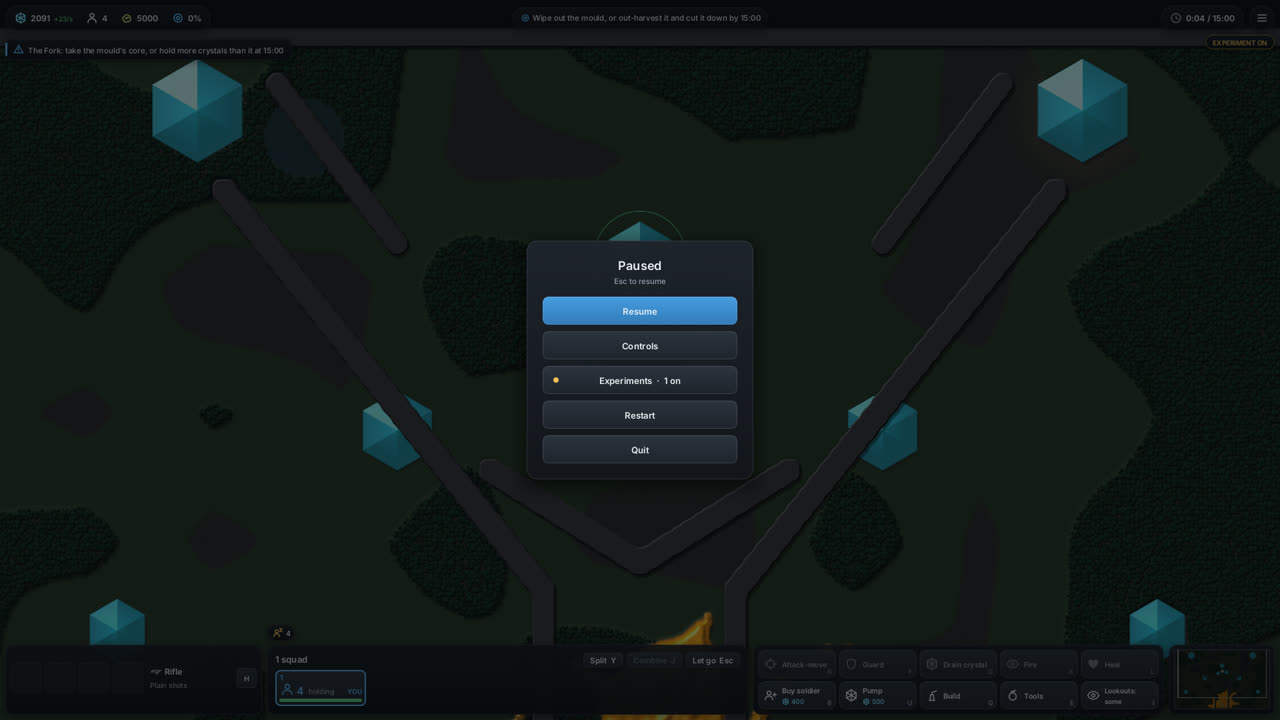 2091 +23/s 4 5000 0%
Wipe out the mould, or out-harvest it and cut it down by 15:00
0:04 / 15:00
The Fork: take the mould's core, or hold more crystals than it at 15:00
EXPERIMENT ON
Paused
Esc to resume
Resume
Controls
Experiments · 1 on
Restart
Quit
4
Rifle
Plain shots
H
1 squad
Split Y
Combine J
Let go Esc
1
4 holding YOU
Attack-move
Guard
Drain crystal
Fire
Heal
Buy soldier
400 B
Pump
500 U
Build Q
Tools E
Lookouts: some I